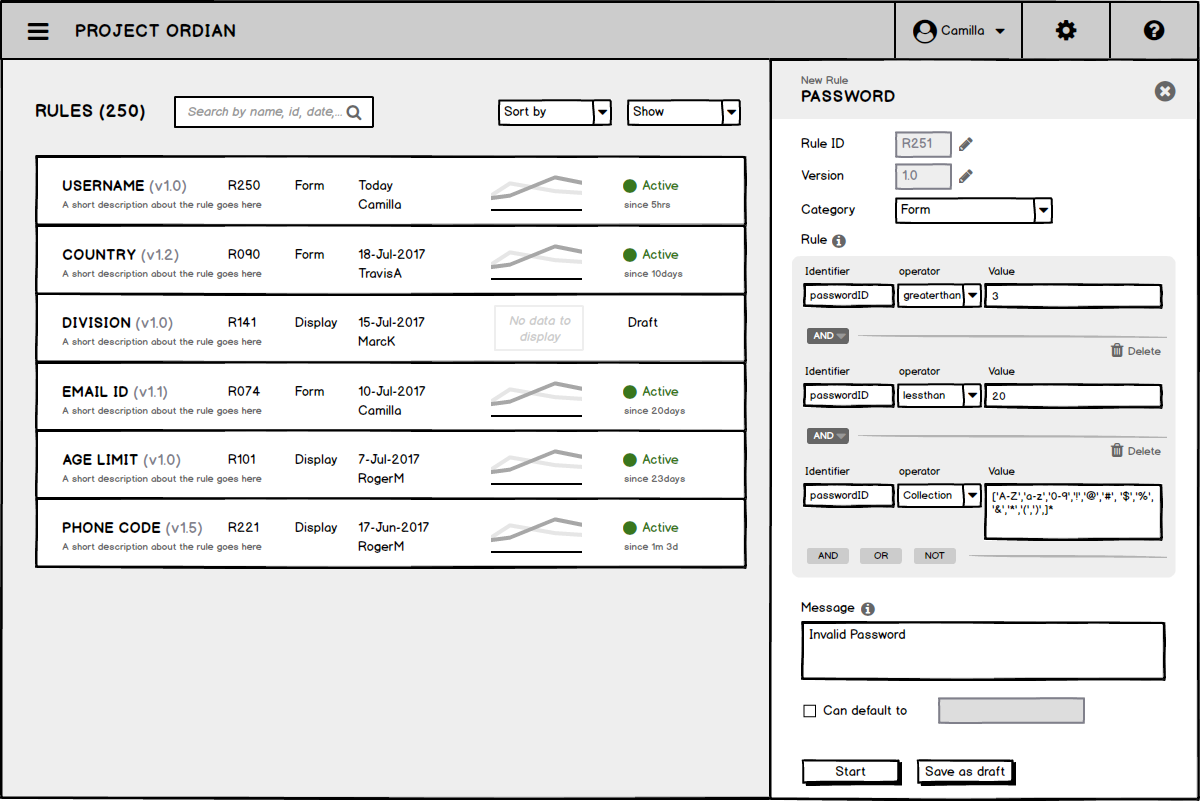 PROJECT ORDIAN
Camilla
RULES (250)
Search by name, id, date,...
Sort by
Show
USERNAME (v1.0) R250 Form Today Active
A short description about the rule goes here Camilla since 5hrs
COUNTRY (v1.2) R090 Form 18-Jul-2017 Active
A short description about the rule goes here TravisA since 10days
DIVISION (v1.0) R141 Display 15-Jul-2017 No data to display Draft
A short description about the rule goes here MarcK
EMAIL ID (v1.1) R074 Form 10-Jul-2017 Active
A short description about the rule goes here Camilla since 20days
AGE LIMIT (v1.0) R101 Display 7-Jul-2017 Active
A short description about the rule goes here RogerM since 23days
PHONE CODE (v1.5) R221 Display 17-Jun-2017 Active
A short description about the rule goes here RogerM since 1m 3d
New Rule
PASSWORD
Rule ID R251
Version 1.0
Category Form
Rule
Identifier operator Value
passwordID greaterthan 3
AND
Delete
Identifier operator Value
passwordID lessthan 20
AND
Delete
Identifier operator Value
passwordID Collection ['A-Z','a-z','0-9','!','@','#', '$','%',
'&','*','(',')',]*
AND OR NOT
Message
Invalid Password
Can default to
Start Save as draft